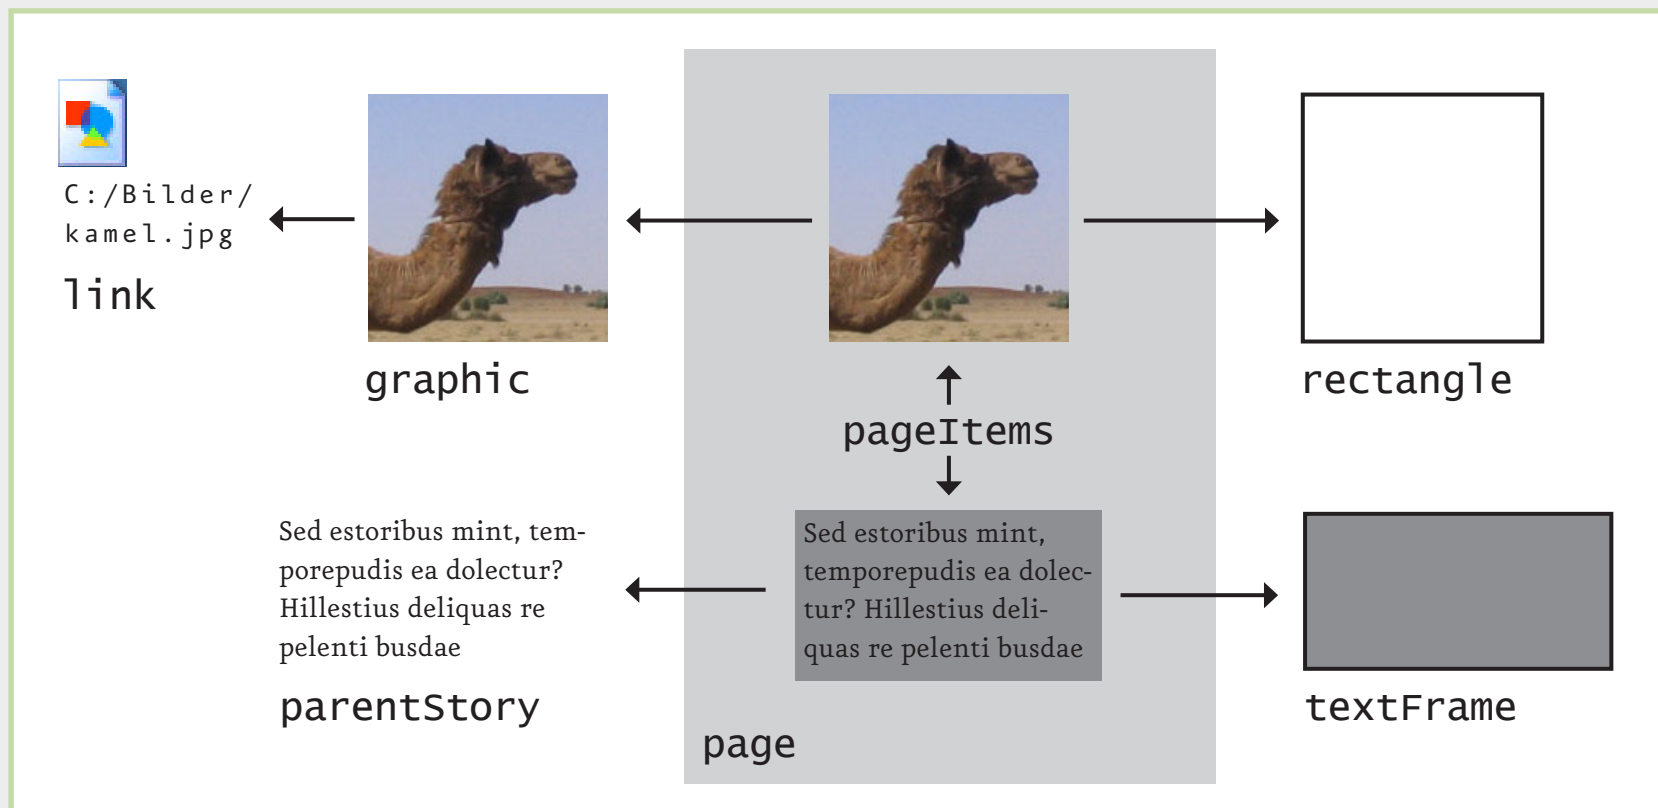 C:/Bilder/
kamel.jpg
link
graphic
rectangle
pageItems
Sed estoribus mint, tem-
porepudis ea dolectur?
Hillestius deliquas re
pelenti busdae
parentStory
Sed estoribus mint,
temporepudis ea dolec-
tur? Hillestius deli-
quas re pelenti busdae
textFrame
page